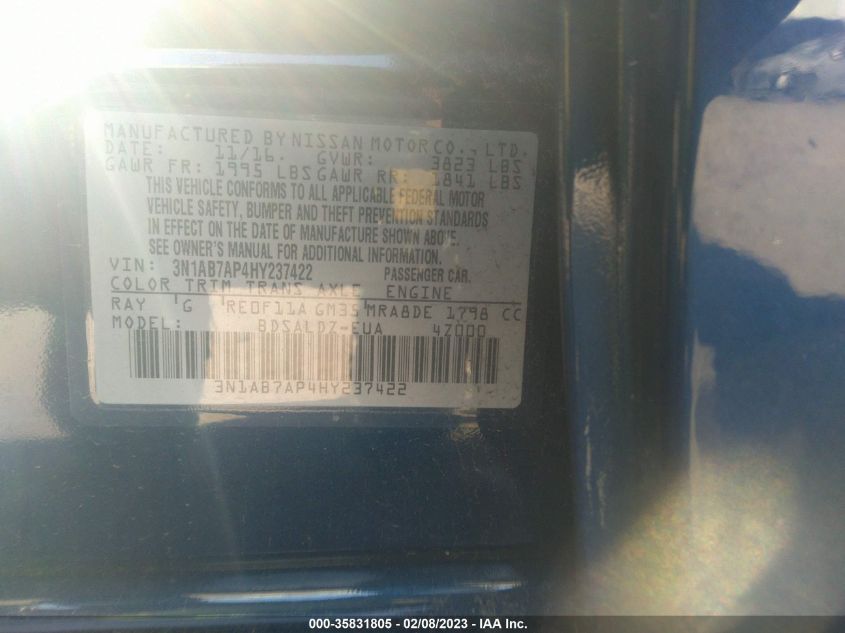 MANUFACTURED BY NISSAN MOTOR CO., LTD.
DATE: 11/16. GVWR: 3823 LBS
GAWR FR: 1995 LBS GAWR RR: 1841 LBS
THIS VEHICLE CONFORMS TO ALL APPLICABLE FEDERAL MOTOR
VEHICLE SAFETY, BUMPER AND THEFT PREVENTION STANDARDS
IN EFFECT ON THE DATE OF MANUFACTURE SHOWN ABOVE.
SEE OWNER'S MANUAL FOR ADDITIONAL INFORMATION.
VIN: 3N1AB7AP4HY237422 PASSENGER CAR.
COLOR TRIM TRANS AXLE ENGINE
RAY G RE0F11A GM35 MRA8DE 1798 CC
MODEL: BDSALDZ-EUA 4Z000
3N1AB7AP4HY237422
000-35831805 - 02/08/2023 - IAA Inc.